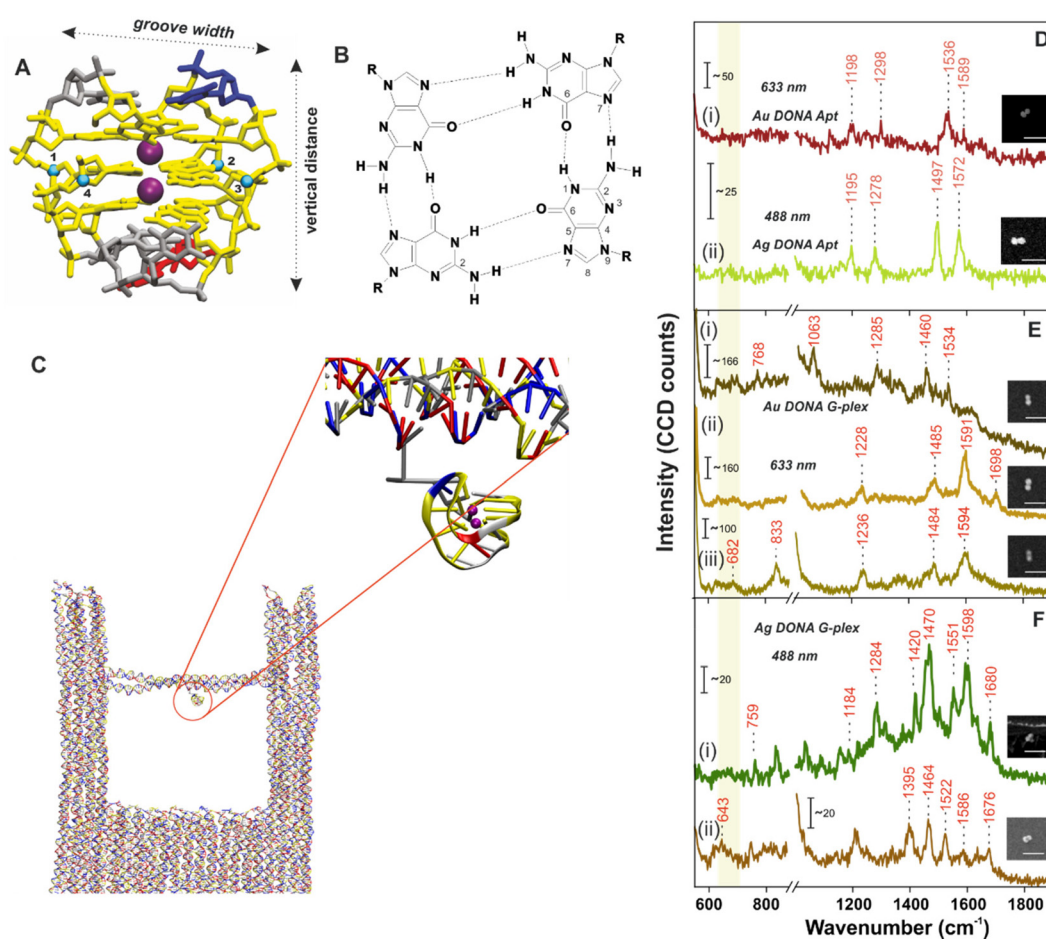 groove width
A
1
2
3
4
vertical distance
B
R
N
N
N
N
N
H
H
O
H
N
H
H
N
N
N
N
R
H
N
6
O
7
H
H
N
H
N
1
2
N
3
O
6
5
4
N
7
N
9
8
R
O
N
H
N
N
N
N
2
N
H
H
R
C
Intensity (CCD counts)
D
~50
633 nm
(i)
Au DONA Apt
1198
1298
1536
1589
~25
488 nm
Ag DONA Apt
(ii)
1195
1278
1497
1572
E
(i)
~166
768
1063
1285
1460
1534
Au DONA G-plex
(ii)
~160
633 nm
1228
1485
1591
1698
~100
(iii)
682
833
1236
1484
1594
F
Ag DONA G-plex
488 nm
~20
(i)
759
1184
1284
1420
1470
1551
1598
1680
(ii)
~20
643
1395
1464
1522
1586
1676
600 800 1200 1400 1600 1800
Wavenumber (cm⁻¹)